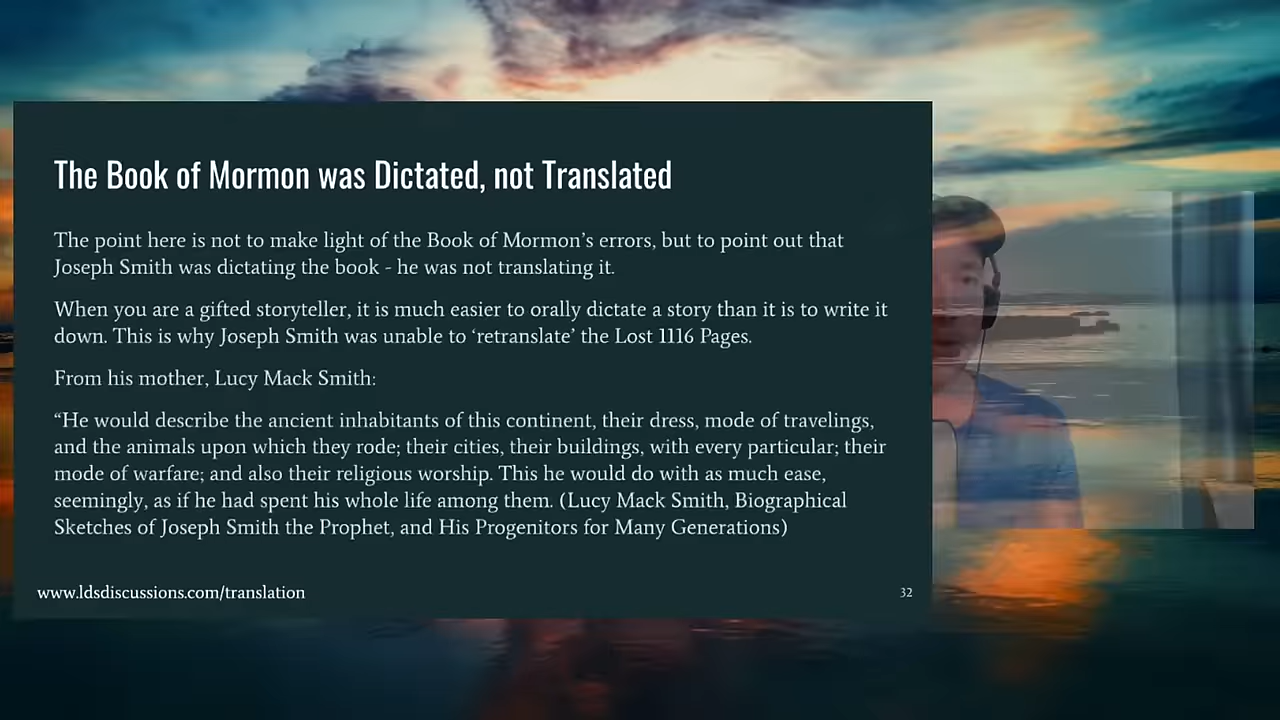 The Book of Mormon was Dictated, not Translated
The point here is not to make light of the Book of Mormon's errors, but to point out that
Joseph Smith was dictating the book - he was not translating it.
When you are a gifted storyteller, it is much easier to orally dictate a story than it is to write it
down. This is why Joseph Smith was unable to ‘retranslate’ the Lost 1116 Pages.
From his mother, Lucy Mack Smith:
“He would describe the ancient inhabitants of this continent, their dress, mode of travelings,
and the animals upon which they rode; their cities, their buildings, with every particular; their
mode of warfare; and also their religious worship. This he would do with as much ease,
seemingly, as if he had spent his whole life among them. (Lucy Mack Smith, Biographical
Sketches of Joseph Smith the Prophet, and His Progenitors for Many Generations)
www.ldsdiscussions.com/translation
32